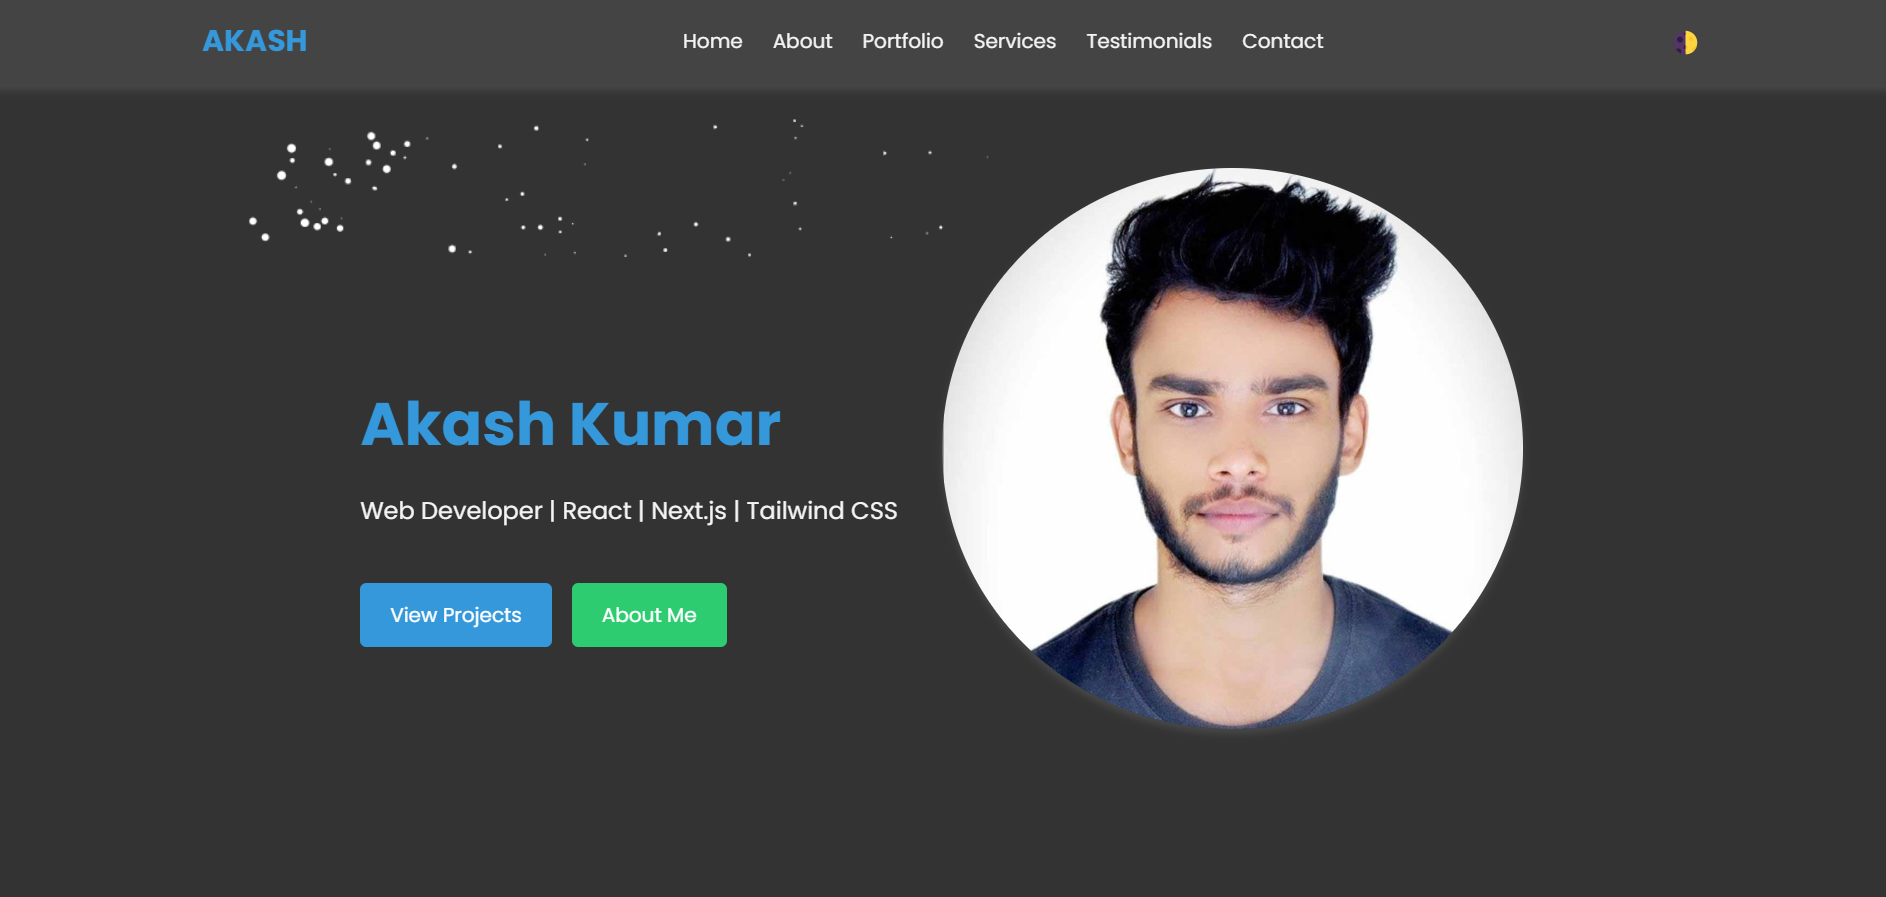 AKASH
Home About Portfolio Services Testimonials Contact
Akash Kumar
Web Developer | React | Next.js | Tailwind CSS
View Projects About Me